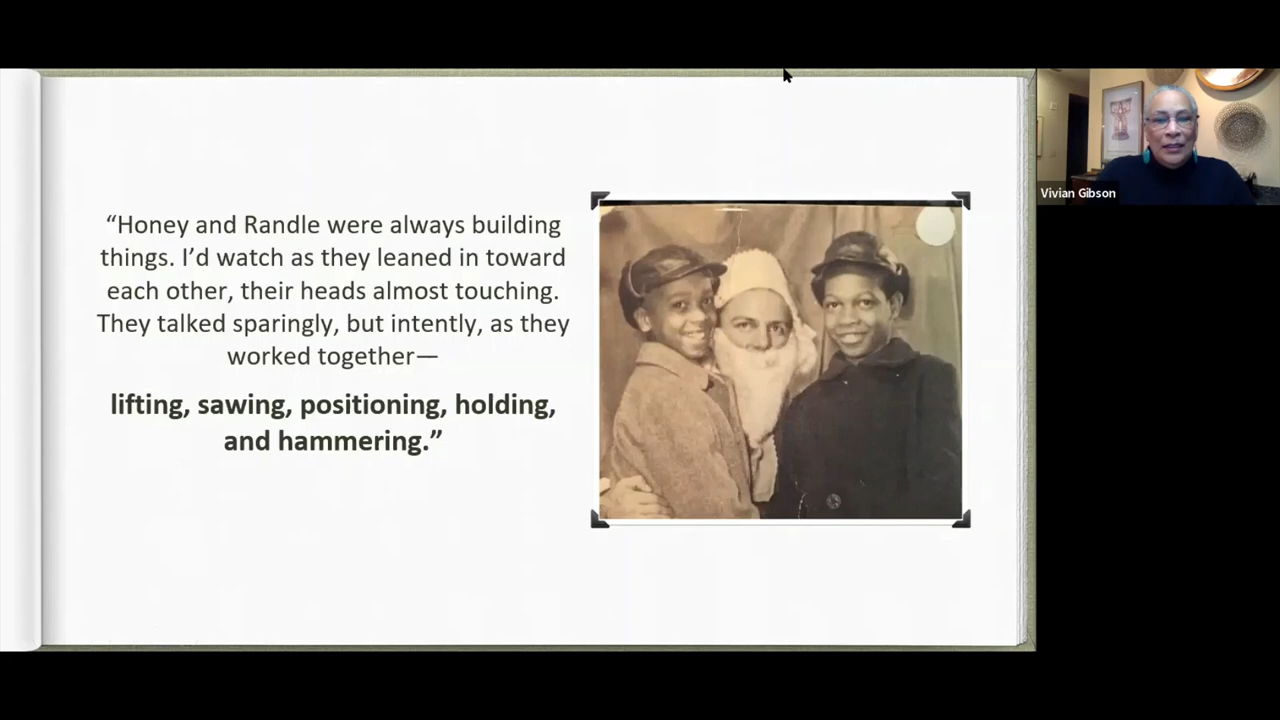 “Honey and Randle were always building
things. I’d watch as they leaned in toward
each other, their heads almost touching.
They talked sparingly, but intently, as they
worked together—
lifting, sawing, positioning, holding,
and hammering.”
Vivian Gibson